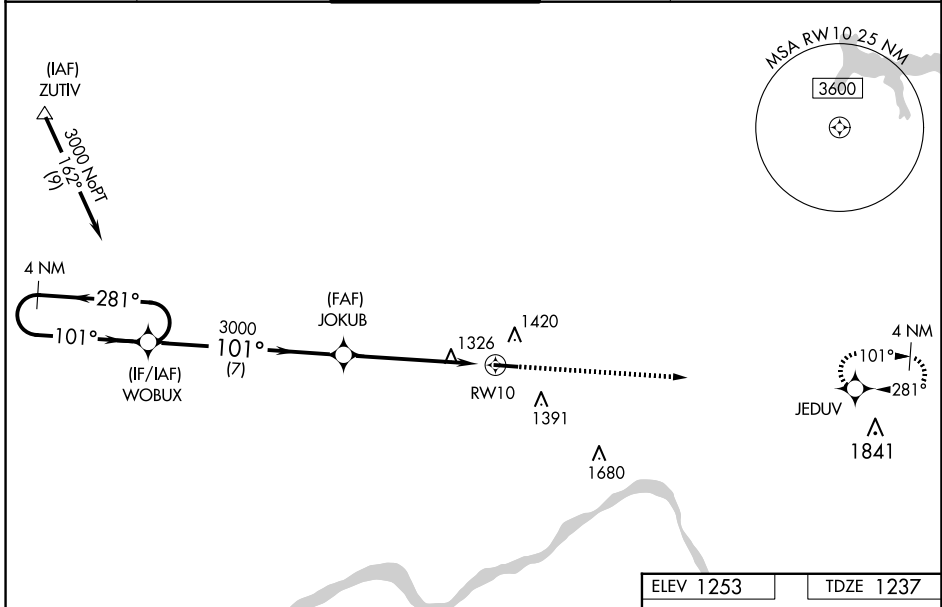 MSA RW10 25 NM
3600
(IAF)
ZUTIV
3000 NoPT
162°
(9)
4 NM
281°
101°
(IF/IAF)
WOBUX
3000
101°
(7)
(FAF)
JOKUB
1326
1420
RW10
1391
1680
4 NM
101°
281°
JEDUV
1841
ELEV 1253
TDZE 1237